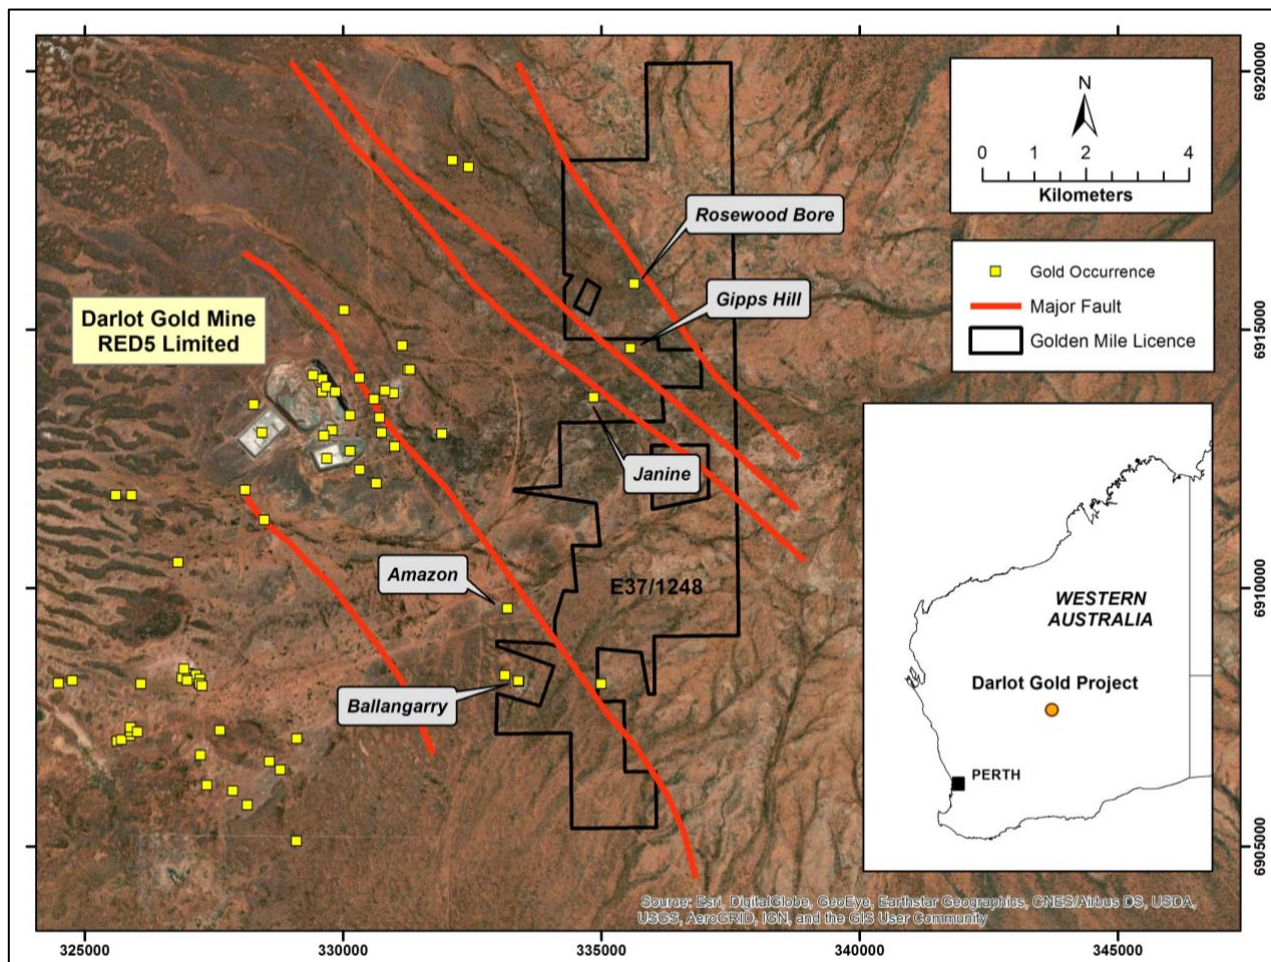 N
0 1 2 4
Kilometers
Gold Occurrence
Major Fault
Golden Mile Licence
Rosewood Bore
Gipps Hill
Darlot Gold Mine
RED5 Limited
Janine
Amazon
E37/1248
Ballangarry
WESTERN
AUSTRALIA
Darlot Gold Project
PERTH
Source: Esri, DigitalGlobe, GeoEye, Earthstar Geographics, CNES/Airbus DS, USDA,
USGS, AeroGRID, IGN, and the GIS User Community
6920000
6915000
6910000
6905000
325000 330000 335000 340000 345000